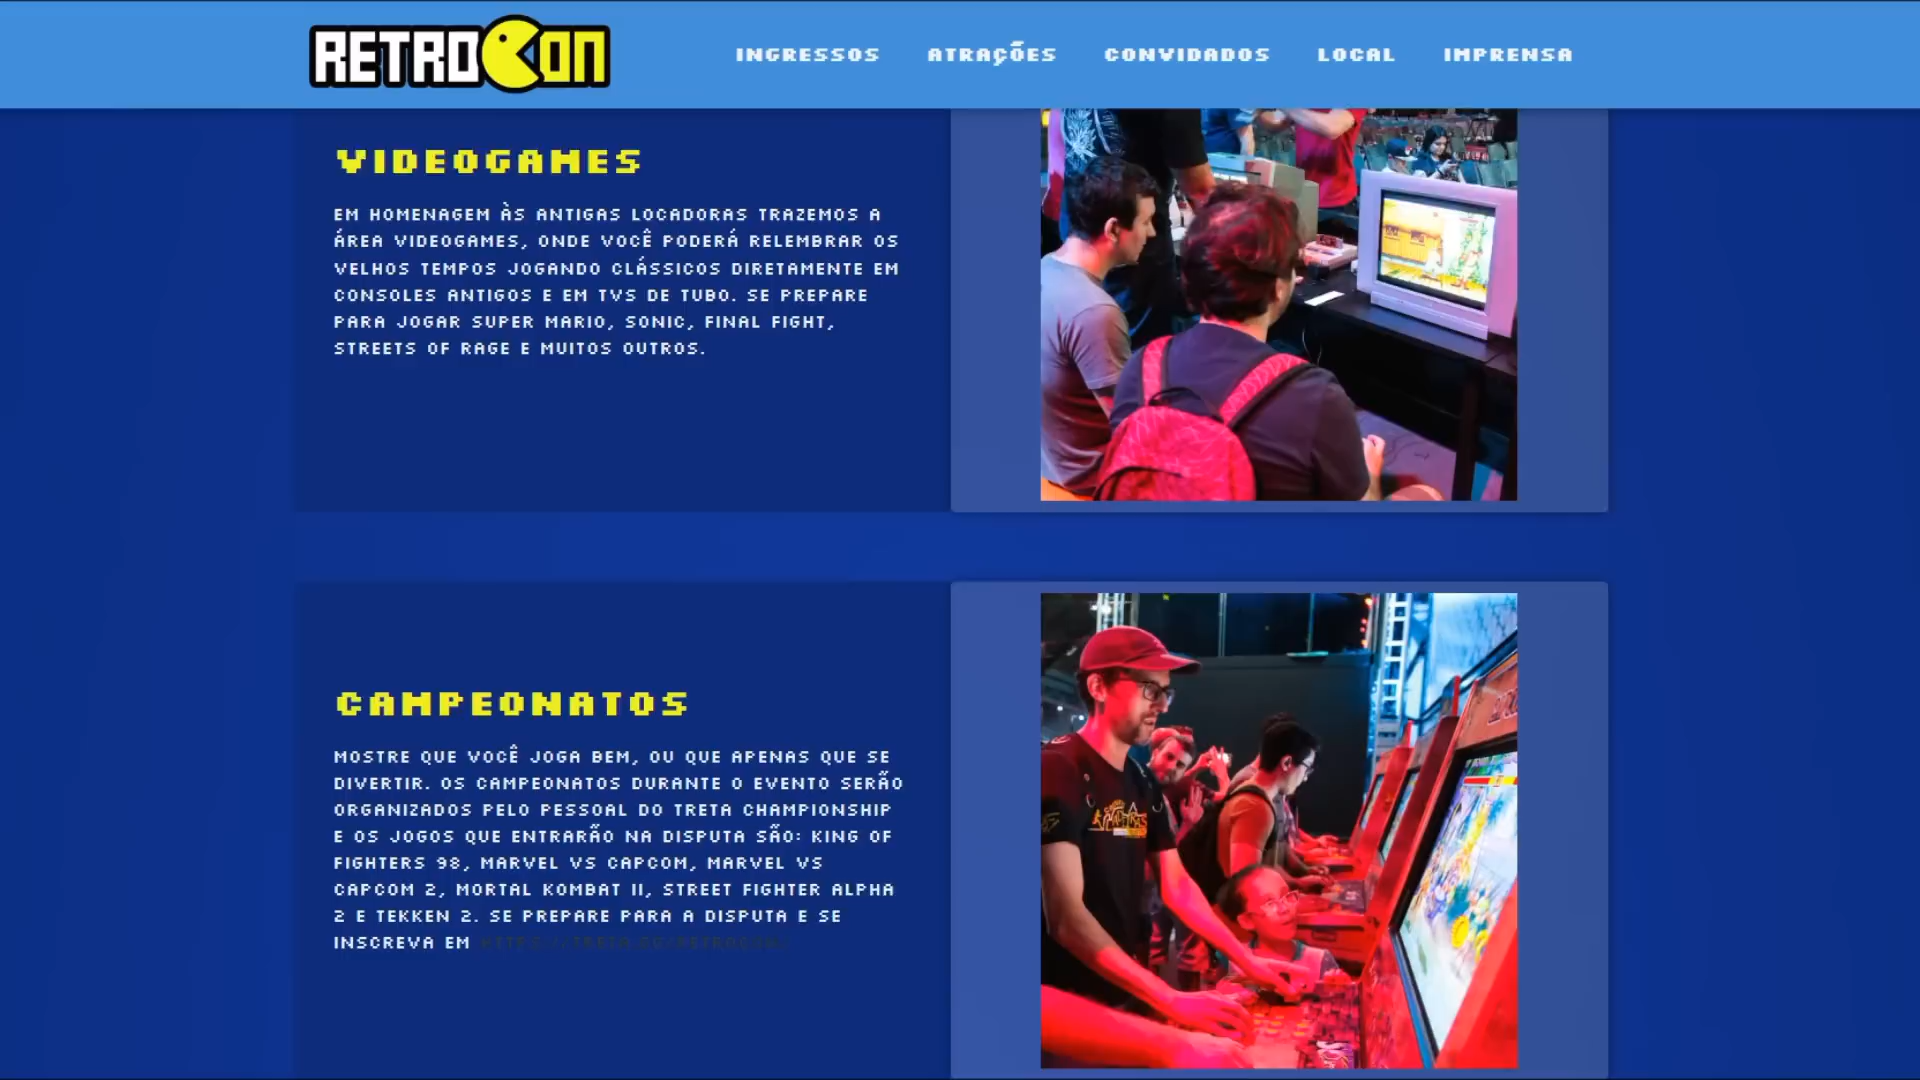 RETROCON
INGRESSOS
ATRAÇÕES
CONVIDADOS
LOCAL
IMPRENSA
VIDEOGAMES
EM HOMENAGEM ÀS ANTIGAS LOCADORAS TRAZEMOS A
ÁREA VIDEOGAMES, ONDE VOCÊ PODERÁ RELEMBRAR OS
VELHOS TEMPOS JOGANDO CLÁSSICOS DIRETAMENTE EM
CONSOLES ANTIGOS E EM TVS DE TUBO. SE PREPARE
PARA JOGAR SUPER MARIO, SONIC, FINAL FIGHT,
STREETS OF RAGE E MUITOS OUTROS.
CAMPEONATOS
MOSTRE QUE VOCÊ JOGA BEM, OU QUE APENAS QUE SE
DIVERTIR. OS CAMPEONATOS DURANTE O EVENTO SERÃO
ORGANIZADOS PELO PESSOAL DO TRETA CHAMPIONSHIP
E OS JOGOS QUE ENTRARÃO NA DISPUTA SÃO: KING OF
FIGHTERS 98, MARVEL VS CAPCOM, MARVEL VS
CAPCOM 2, MORTAL KOMBAT II, STREET FIGHTER ALPHA
2 E TEKKEN 2. SE PREPARE PARA A DISPUTA E SE
INSCREVA EM